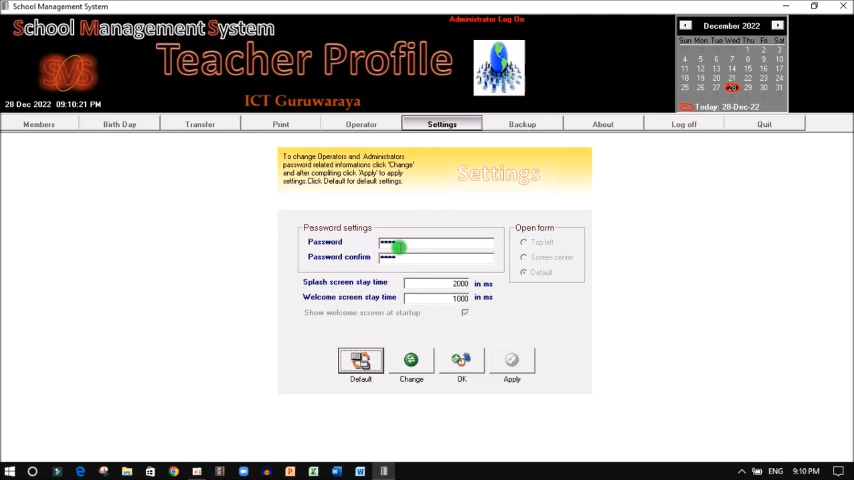 School Management System
School Management System
Administrator Log On
Teacher Profile
ICT Guruwaraya
28 Dec 2022 09:10:21 PM
December 2022
Sun Mon Tue Wed Thu Fri Sat
1 2 3
4 5 6 7 8 9 10
11 12 13 14 15 16 17
18 19 20 21 22 23 24
25 26 27 28 29 30 31
Today: 28-Dec-22
Members Birth Day Transfer Print Operator Settings Backup About Log off Quit
To change Operators and Administrators
password related informations click 'Change'
and after compliting click 'Apply' to apply
settings.Click Default for default settings.
Settings
Password settings
Password ****
Password confirm ****
Splash screen stay time 2000 in ms
Welcome screen stay time 1000 in ms
Show welcome screen at startup
Open form
Top left
Screen center
Default
Default Change OK Apply
ENG 9:10 PM